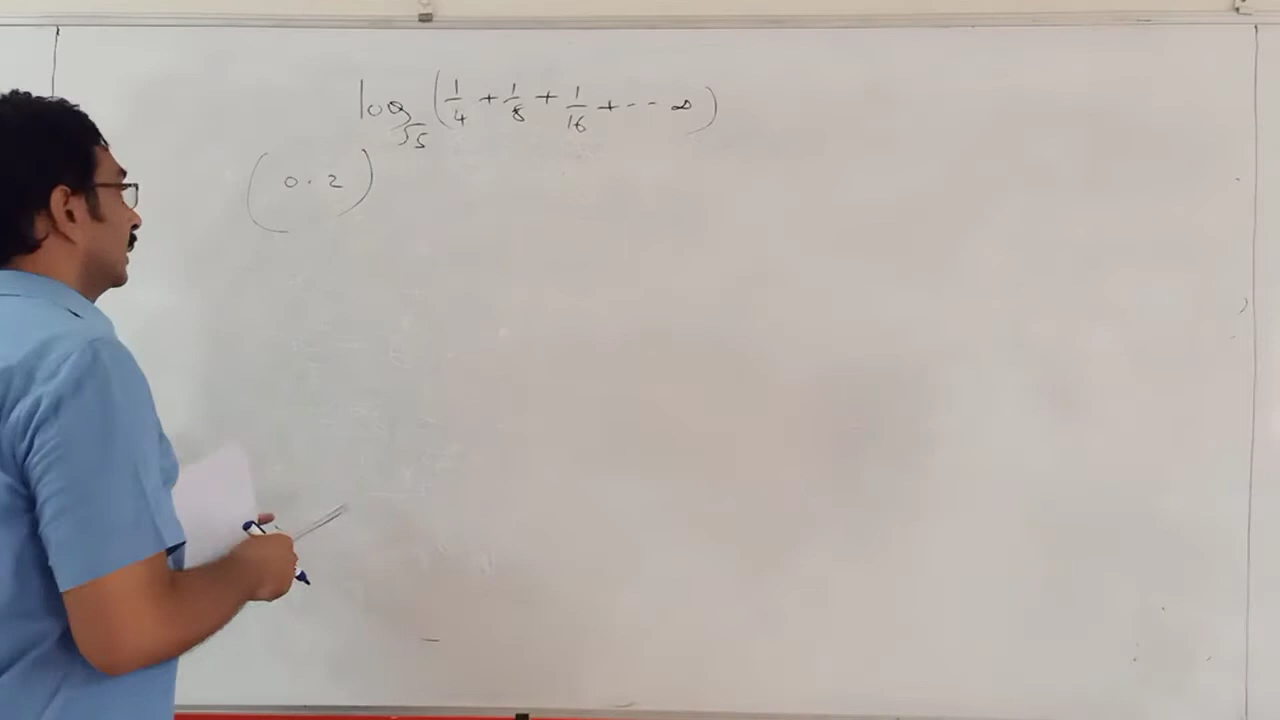 log√5 (1/4 + 1/8 + 1/16 + -- ∞)
(0.2)